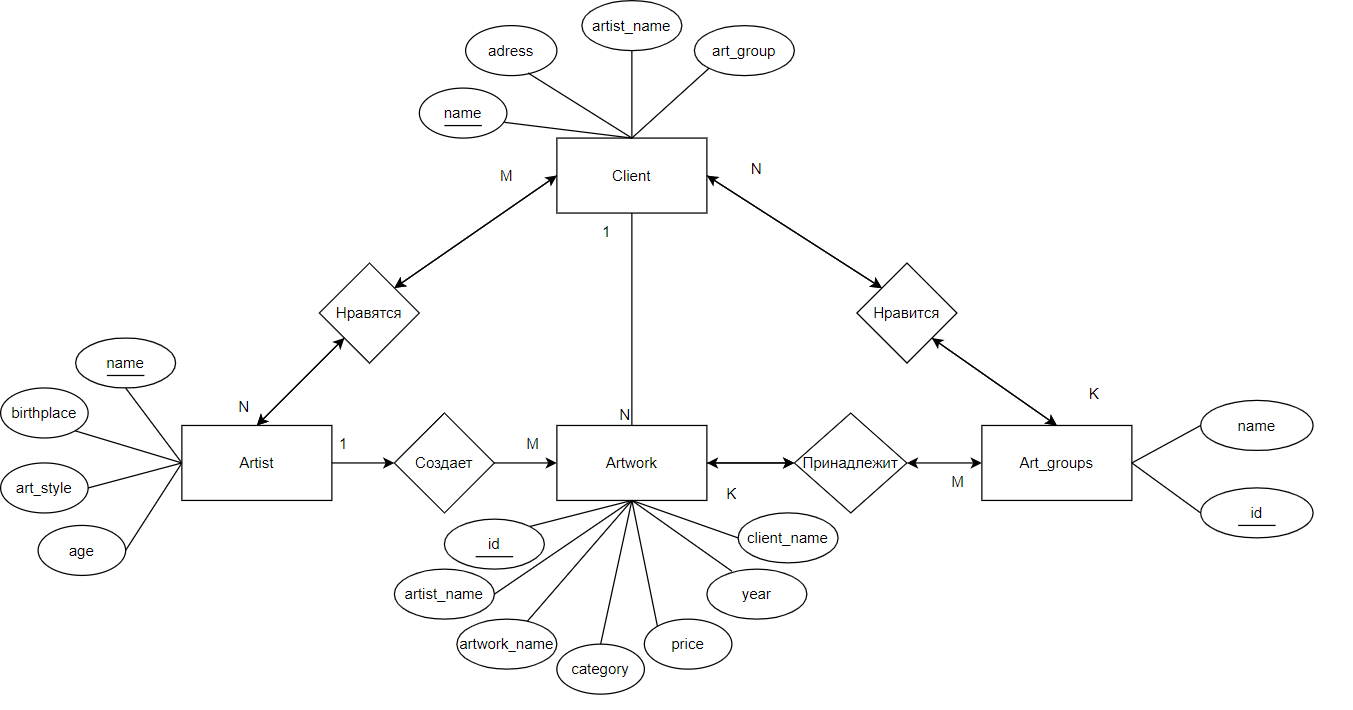 artist_name
adress
art_group
name
Client
M
N
1
Нравятся
Нравится
name
birthplace
art_style
age
N
K
Artist
1
Создает
M
N
Artwork
K
Принадлежит
M
Art_groups
name
id
id
artist_name
artwork_name
category
price
year
client_name